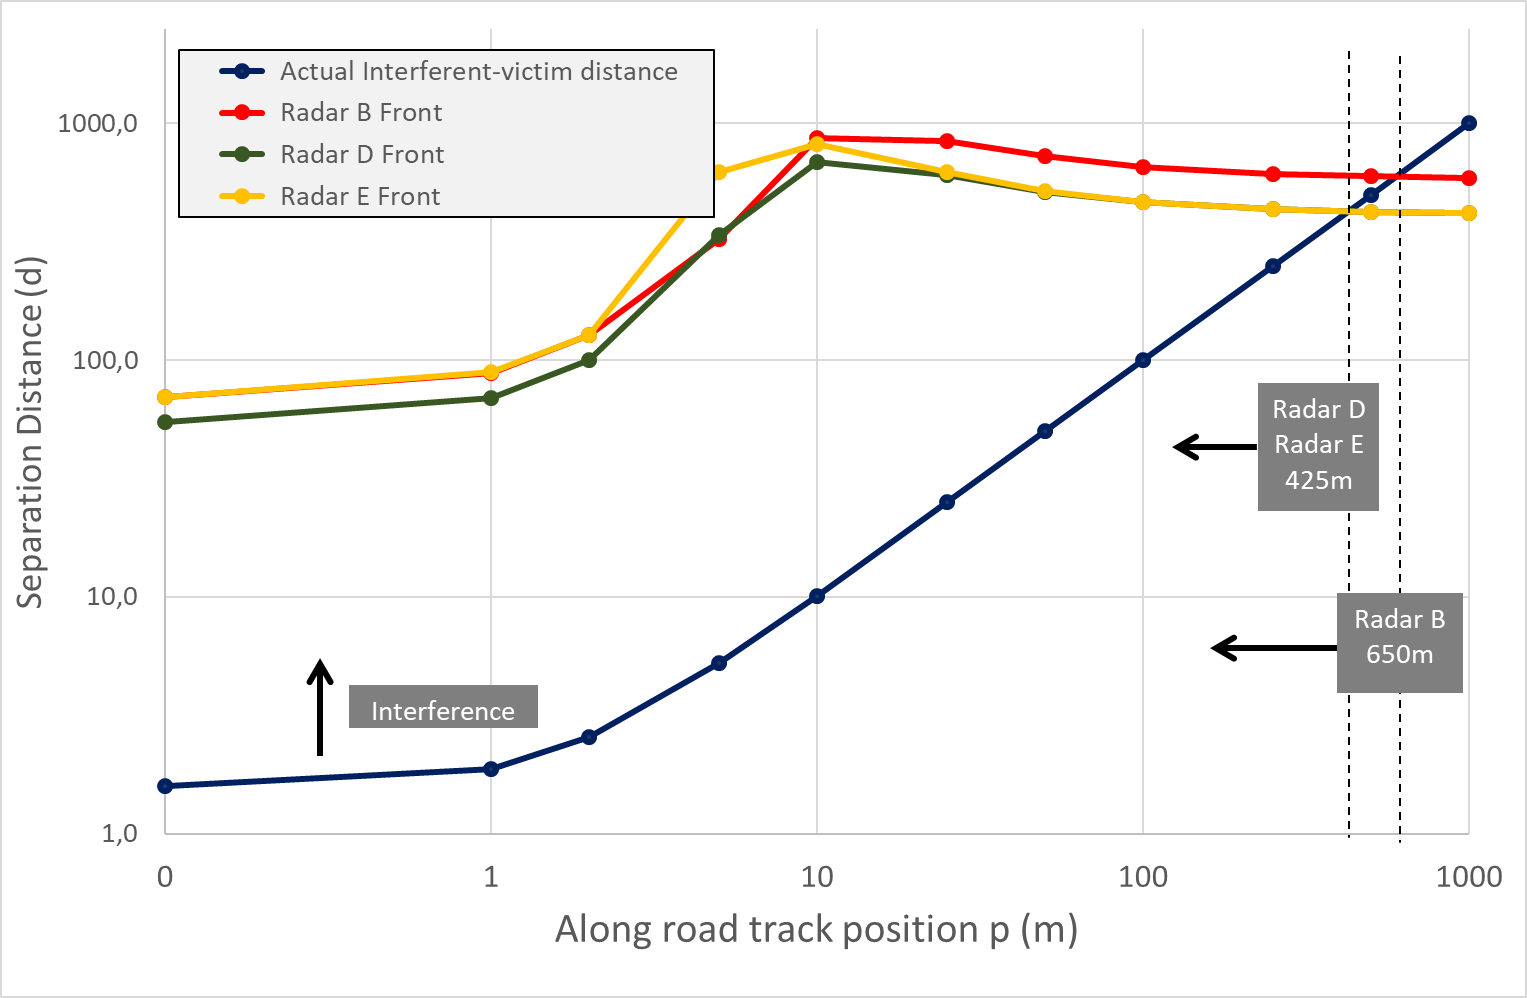 Actual Interferent-victim distance
Radar B Front
Radar D Front
Radar E Front
Separation Distance (d)
1000,0
100,0
10,0
1,0
Radar D
Radar E
425m
Radar B
650m
Interference
0 1 10 100 1000
Along road track position p (m)